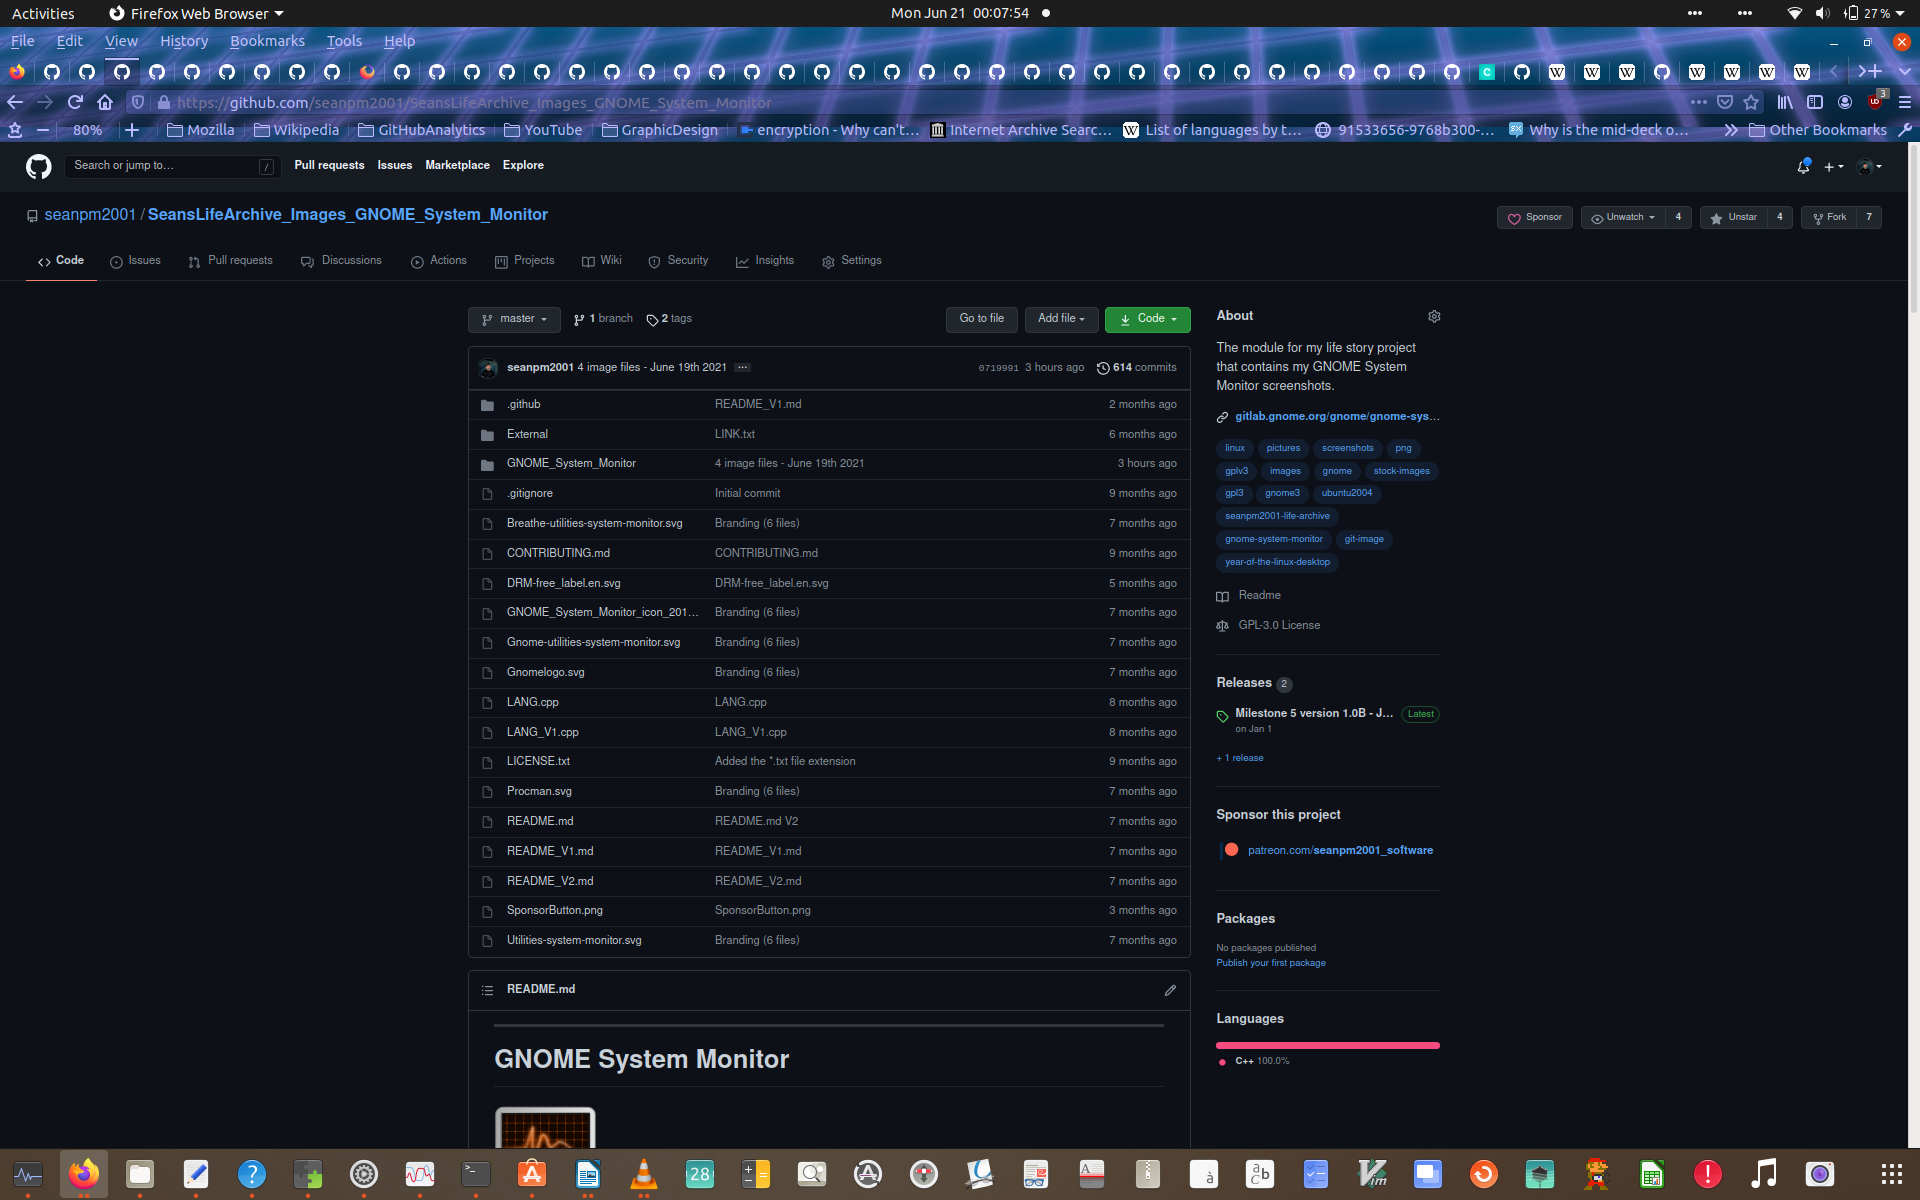 Activities Firefox Web Browser Mon Jun 21 00:07:54 27 %
File Edit View History Bookmarks Tools Help
https://github.com/seanpm2001/SeansLifeArchive_Images_GNOME_System_Monitor 3
80% Mozilla Wikipedia GitHubAnalytics YouTube GraphicDesign encryption - Why can't… Internet Archive Searc… List of languages by t… 91533656-9768b300-… Why is the mid-deck o… Other Bookmarks
Search or jump to… / Pull requests Issues Marketplace Explore
seanpm2001 / SeansLifeArchive_Images_GNOME_System_Monitor Sponsor Unwatch 4 Unstar 4 Fork 7
Code Issues Pull requests Discussions Actions Projects Wiki Security Insights Settings
master 1 branch 2 tags Go to file Add file Code
seanpm2001 4 image files - June 19th 2021 0719991 3 hours ago 614 commits
.github README_V1.md 2 months ago
External LINK.txt 6 months ago
GNOME_System_Monitor 4 image files - June 19th 2021 3 hours ago
.gitignore Initial commit 9 months ago
Breathe-utilities-system-monitor.svg Branding (6 files) 7 months ago
CONTRIBUTING.md CONTRIBUTING.md 9 months ago
DRM-free_label.en.svg DRM-free_label.en.svg 5 months ago
GNOME_System_Monitor_icon_201… Branding (6 files) 7 months ago
Gnome-utilities-system-monitor.svg Branding (6 files) 7 months ago
Gnomelogo.svg Branding (6 files) 7 months ago
LANG.cpp LANG.cpp 8 months ago
LANG_V1.cpp LANG_V1.cpp 8 months ago
LICENSE.txt Added the *.txt file extension 9 months ago
Procman.svg Branding (6 files) 7 months ago
README.md README.md V2 7 months ago
README_V1.md README_V1.md 7 months ago
README_V2.md README_V2.md 7 months ago
SponsorButton.png SponsorButton.png 3 months ago
Utilities-system-monitor.svg Branding (6 files) 7 months ago
README.md
GNOME System Monitor
About
The module for my life story project
that contains my GNOME System
Monitor screenshots.
gitlab.gnome.org/gnome/gnome-sys…
linux pictures screenshots png
gplv3 images gnome stock-images
gpl3 gnome3 ubuntu2004
seanpm2001-life-archive
gnome-system-monitor git-image
year-of-the-linux-desktop
Readme
GPL-3.0 License
Releases 2
Milestone 5 version 1.0B - J… Latest
on Jan 1
+ 1 release
Sponsor this project
patreon.com/seanpm2001_software
Packages
No packages published
Publish your first package
Languages
C++ 100.0%
28